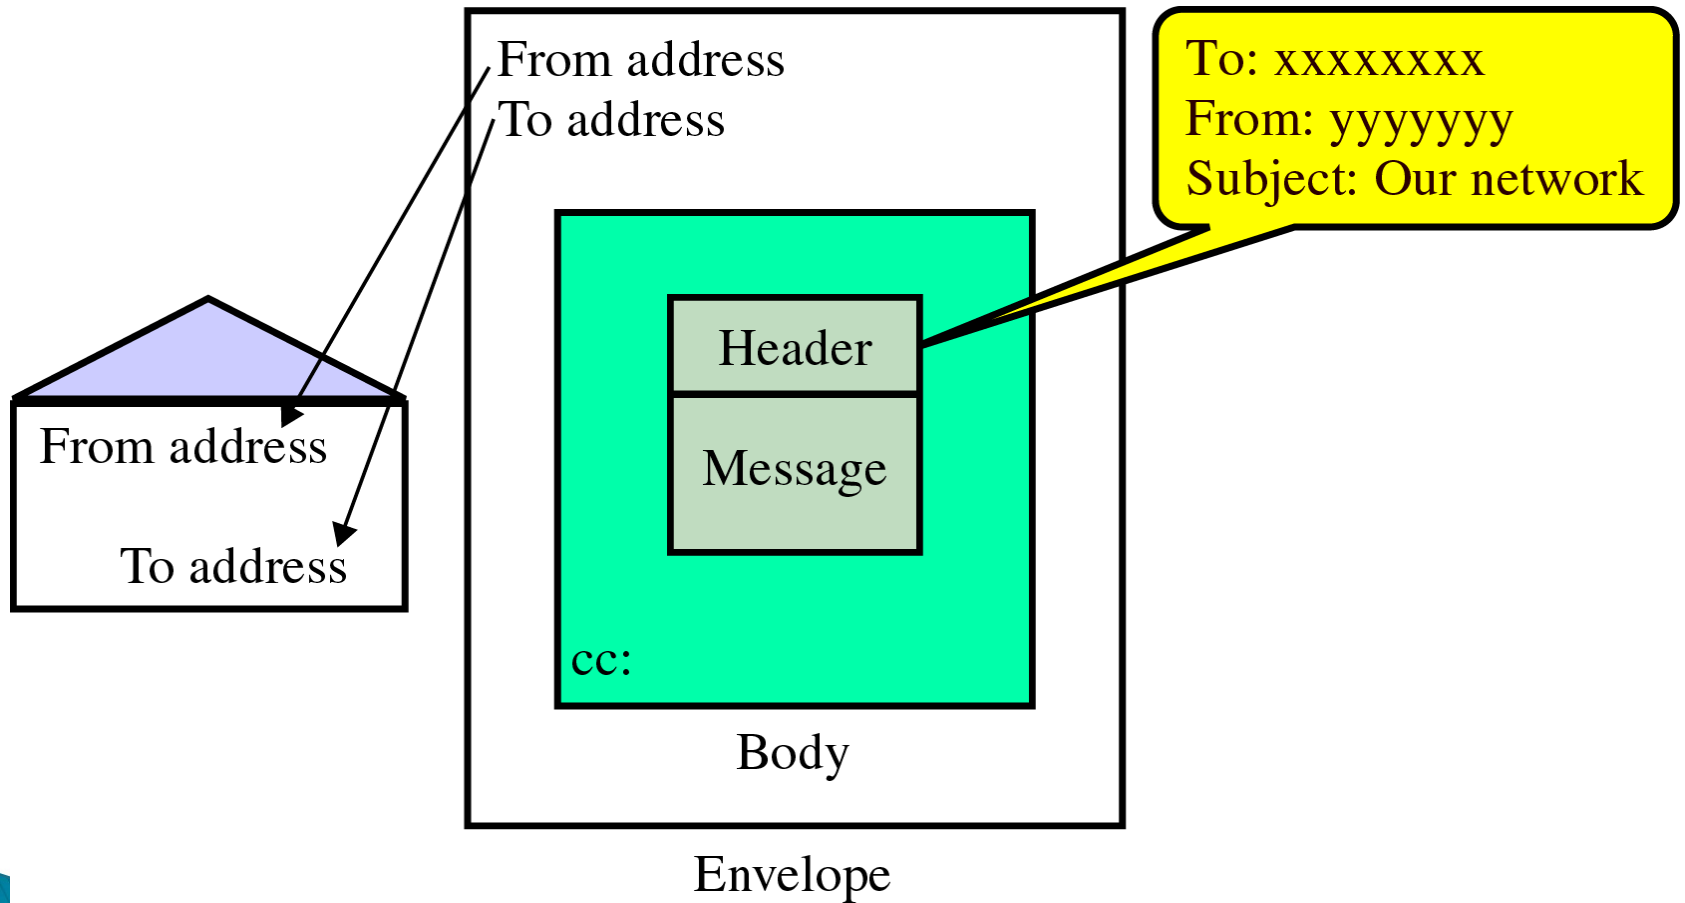 From address
To address
To: xxxxxxxx
From: yyyyyyy
Subject: Our network
Header
Message
From address
To address
cc:
Body
Envelope